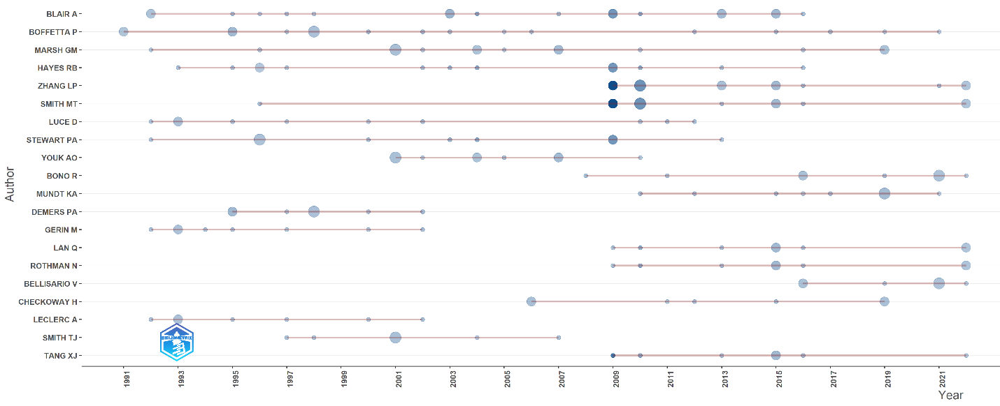 Author
BLAIR A
BOFFETTA P
MARSH GM
HAYES RB
ZHANG LP
SMITH MT
LUCE D
STEWART PA
YOUK AO
BONO R
MUNDT KA
DEMERS PA
GERIN M
LAN Q
ROTHMAN N
BELLISARIO V
CHECKOWAY H
LECLERC A
SMITH TJ
TANG XJ
BIBLIOMETRIX
1991 1993 1995 1997 1999 2001 2003 2005 2007 2009 2011 2013 2015 2017 2019 2021
Year